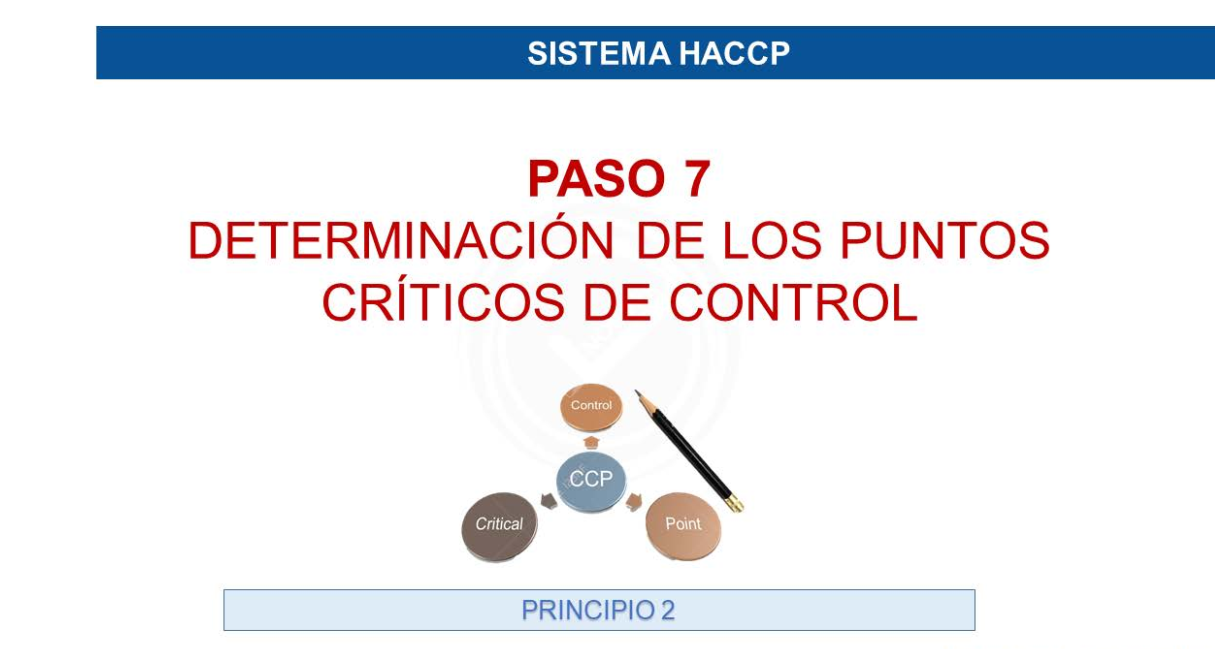 SISTEMA HACCP
PASO 7
DETERMINACIÓN DE LOS PUNTOS
CRÍTICOS DE CONTROL
Control
CCP
Critical
Point
PRINCIPIO 2